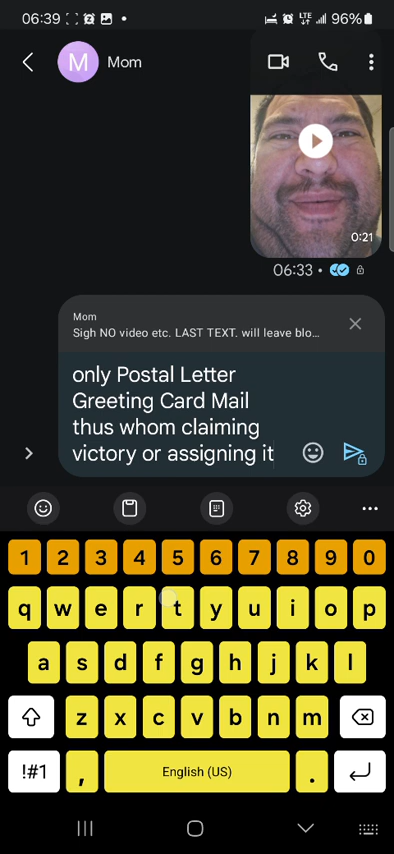 06:39 LTE 96%
M Mom
0:21
06:33 •
Mom
Sigh NO video etc. LAST TEXT. will leave blo...
only Postal Letter
Greeting Card Mail
thus whom claiming
victory or assigning it
1 2 3 4 5 6 7 8 9 0
q w e r t y u i o p
a s d f g h j k l
z x c v b n m
!#1 , English (US) .